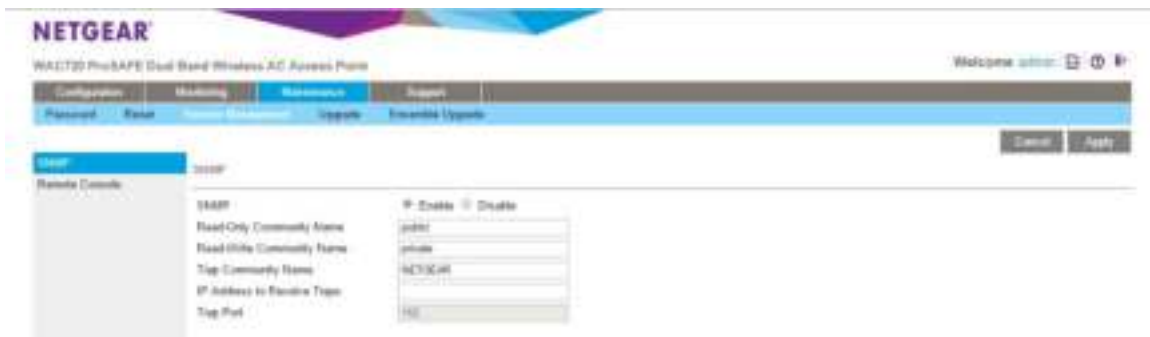 NETGEAR®
WAC720 ProSAFE Dual Band Wireless AC Access Point
Welcome admin
Configuration Monitoring Maintenance Support
Password Reset Remote Management Upgrade Ensemble Upgrade
Cancel Apply
SNMP
Remote Console
SNMP
SNMP Enable Disable
Read-Only Community Name public
Read-Write Community Name private
Trap Community Name NETGEAR
IP Address to Receive Traps
Trap Port 162